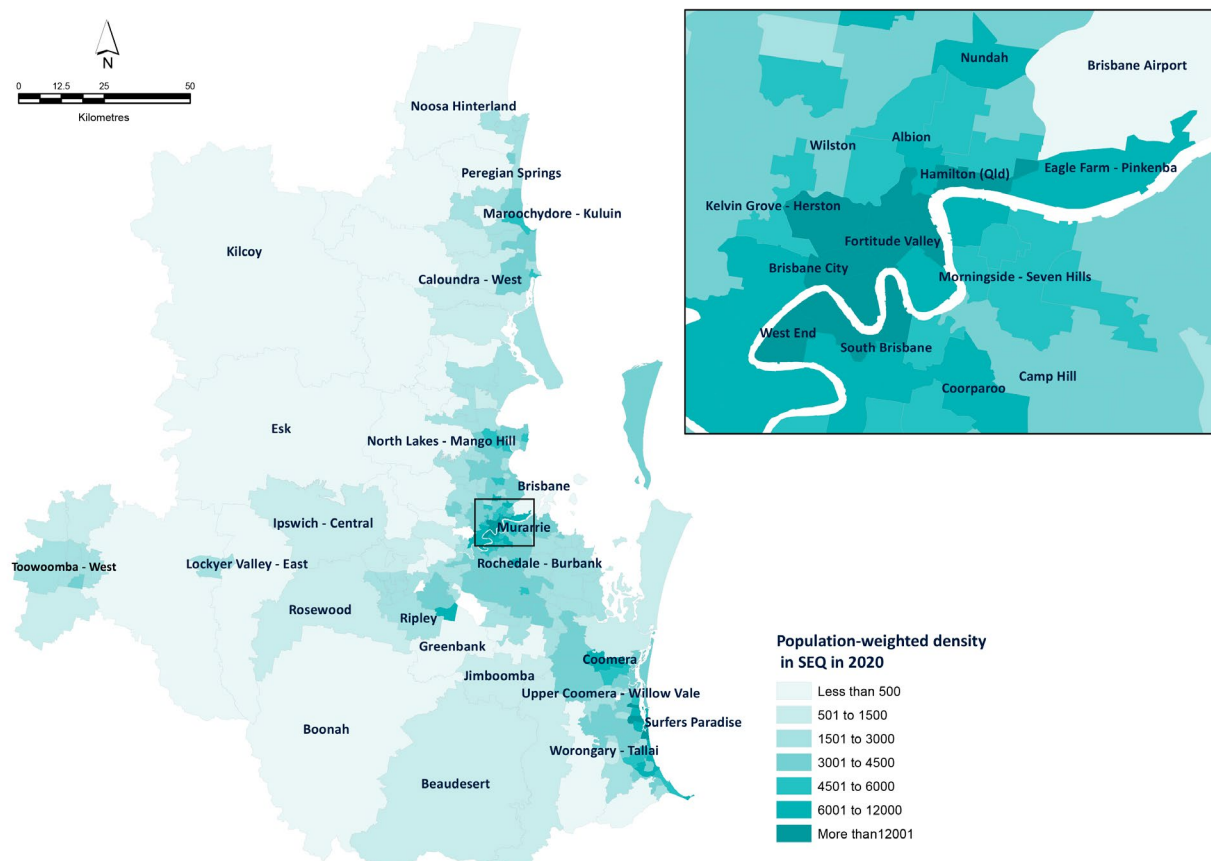 N
0 12.5 25 50
Kilometres
Noosa Hinterland
Peregian Springs
Maroochydore - Kuluin
Kilcoy
Caloundra - West
Esk
North Lakes - Mango Hill
Brisbane
Ipswich - Central
Murarrie
Toowoomba - West
Lockyer Valley - East
Rochedale - Burbank
Rosewood
Ripley
Greenbank
Coomera
Jimboomba
Upper Coomera - Willow Vale
Boonah
Surfers Paradise
Worongary - Tallai
Beaudesert
Nundah
Brisbane Airport
Albion
Wilston
Eagle Farm - Pinkenba
Hamilton (Qld)
Kelvin Grove - Herston
Fortitude Valley
Brisbane City
Morningside - Seven Hills
West End
South Brisbane
Camp Hill
Coorparoo
Population-weighted density
in SEQ in 2020
Less than 500
501 to 1500
1501 to 3000
3001 to 4500
4501 to 6000
6001 to 12000
More than12001